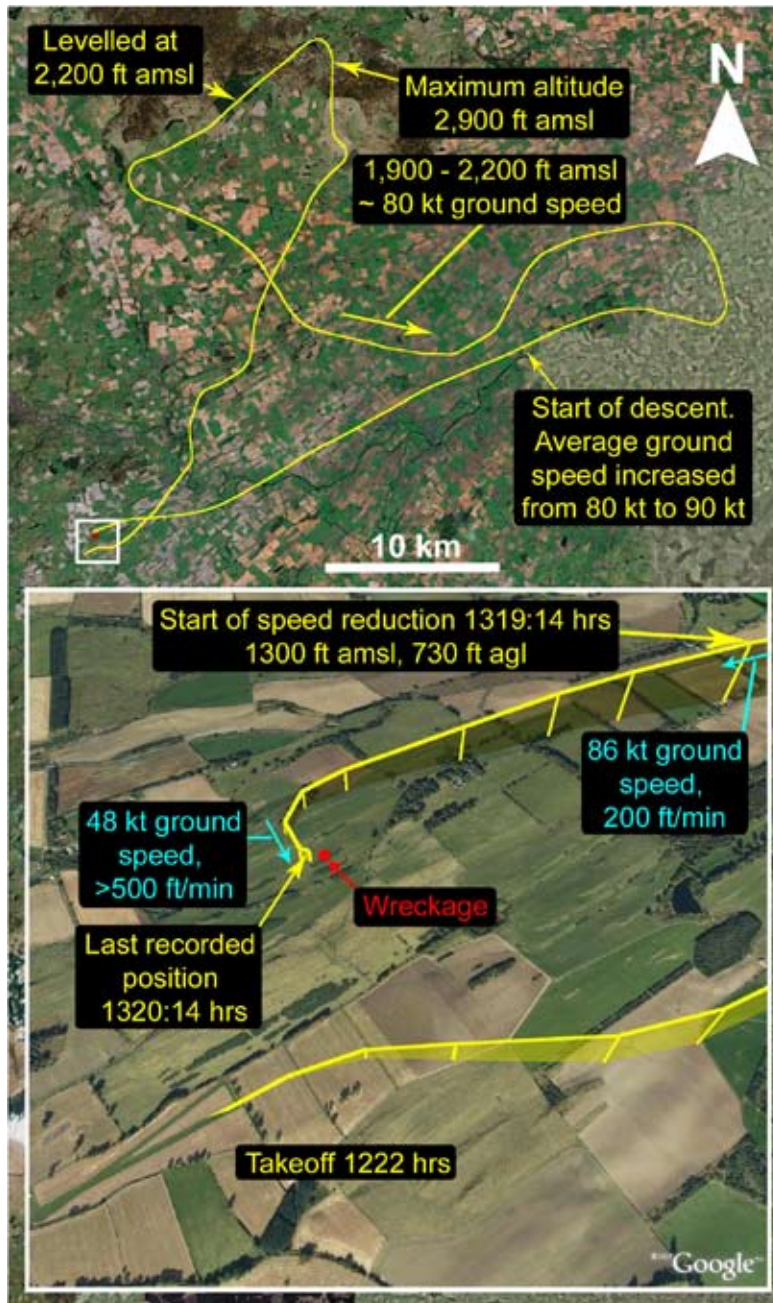 Levelled at
2,200 ft amsl
Maximum altitude
2,900 ft amsl
N
1,900 - 2,200 ft amsl
~ 80 kt ground speed
Start of descent.
Average ground
speed increased
from 80 kt to 90 kt
10 km
Start of speed reduction 1319:14 hrs
1300 ft amsl, 730 ft agl
86 kt ground
speed,
200 ft/min
48 kt ground
speed,
>500 ft/min
Wreckage
Last recorded
position
1320:14 hrs
Takeoff 1222 hrs
Google